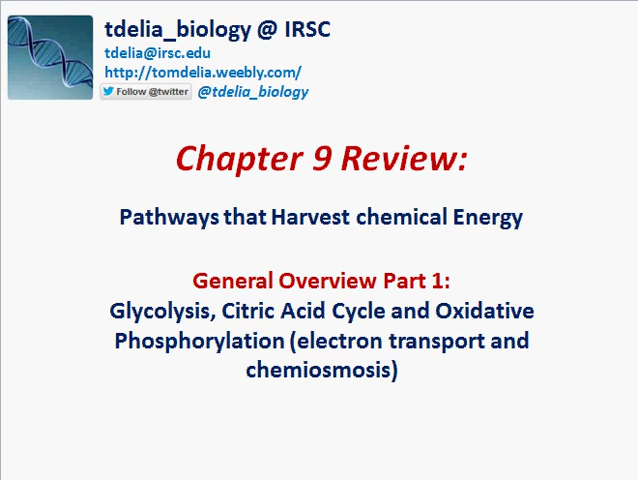 tdelia_biology @ IRSC
tdelia@irsc.edu
http://tomdelia.weebly.com/
Follow @twitter @tdelia_biology
Chapter 9 Review:
Pathways that Harvest chemical Energy
General Overview Part 1:
Glycolysis, Citric Acid Cycle and Oxidative
Phosphorylation (electron transport and
chemiosmosis)